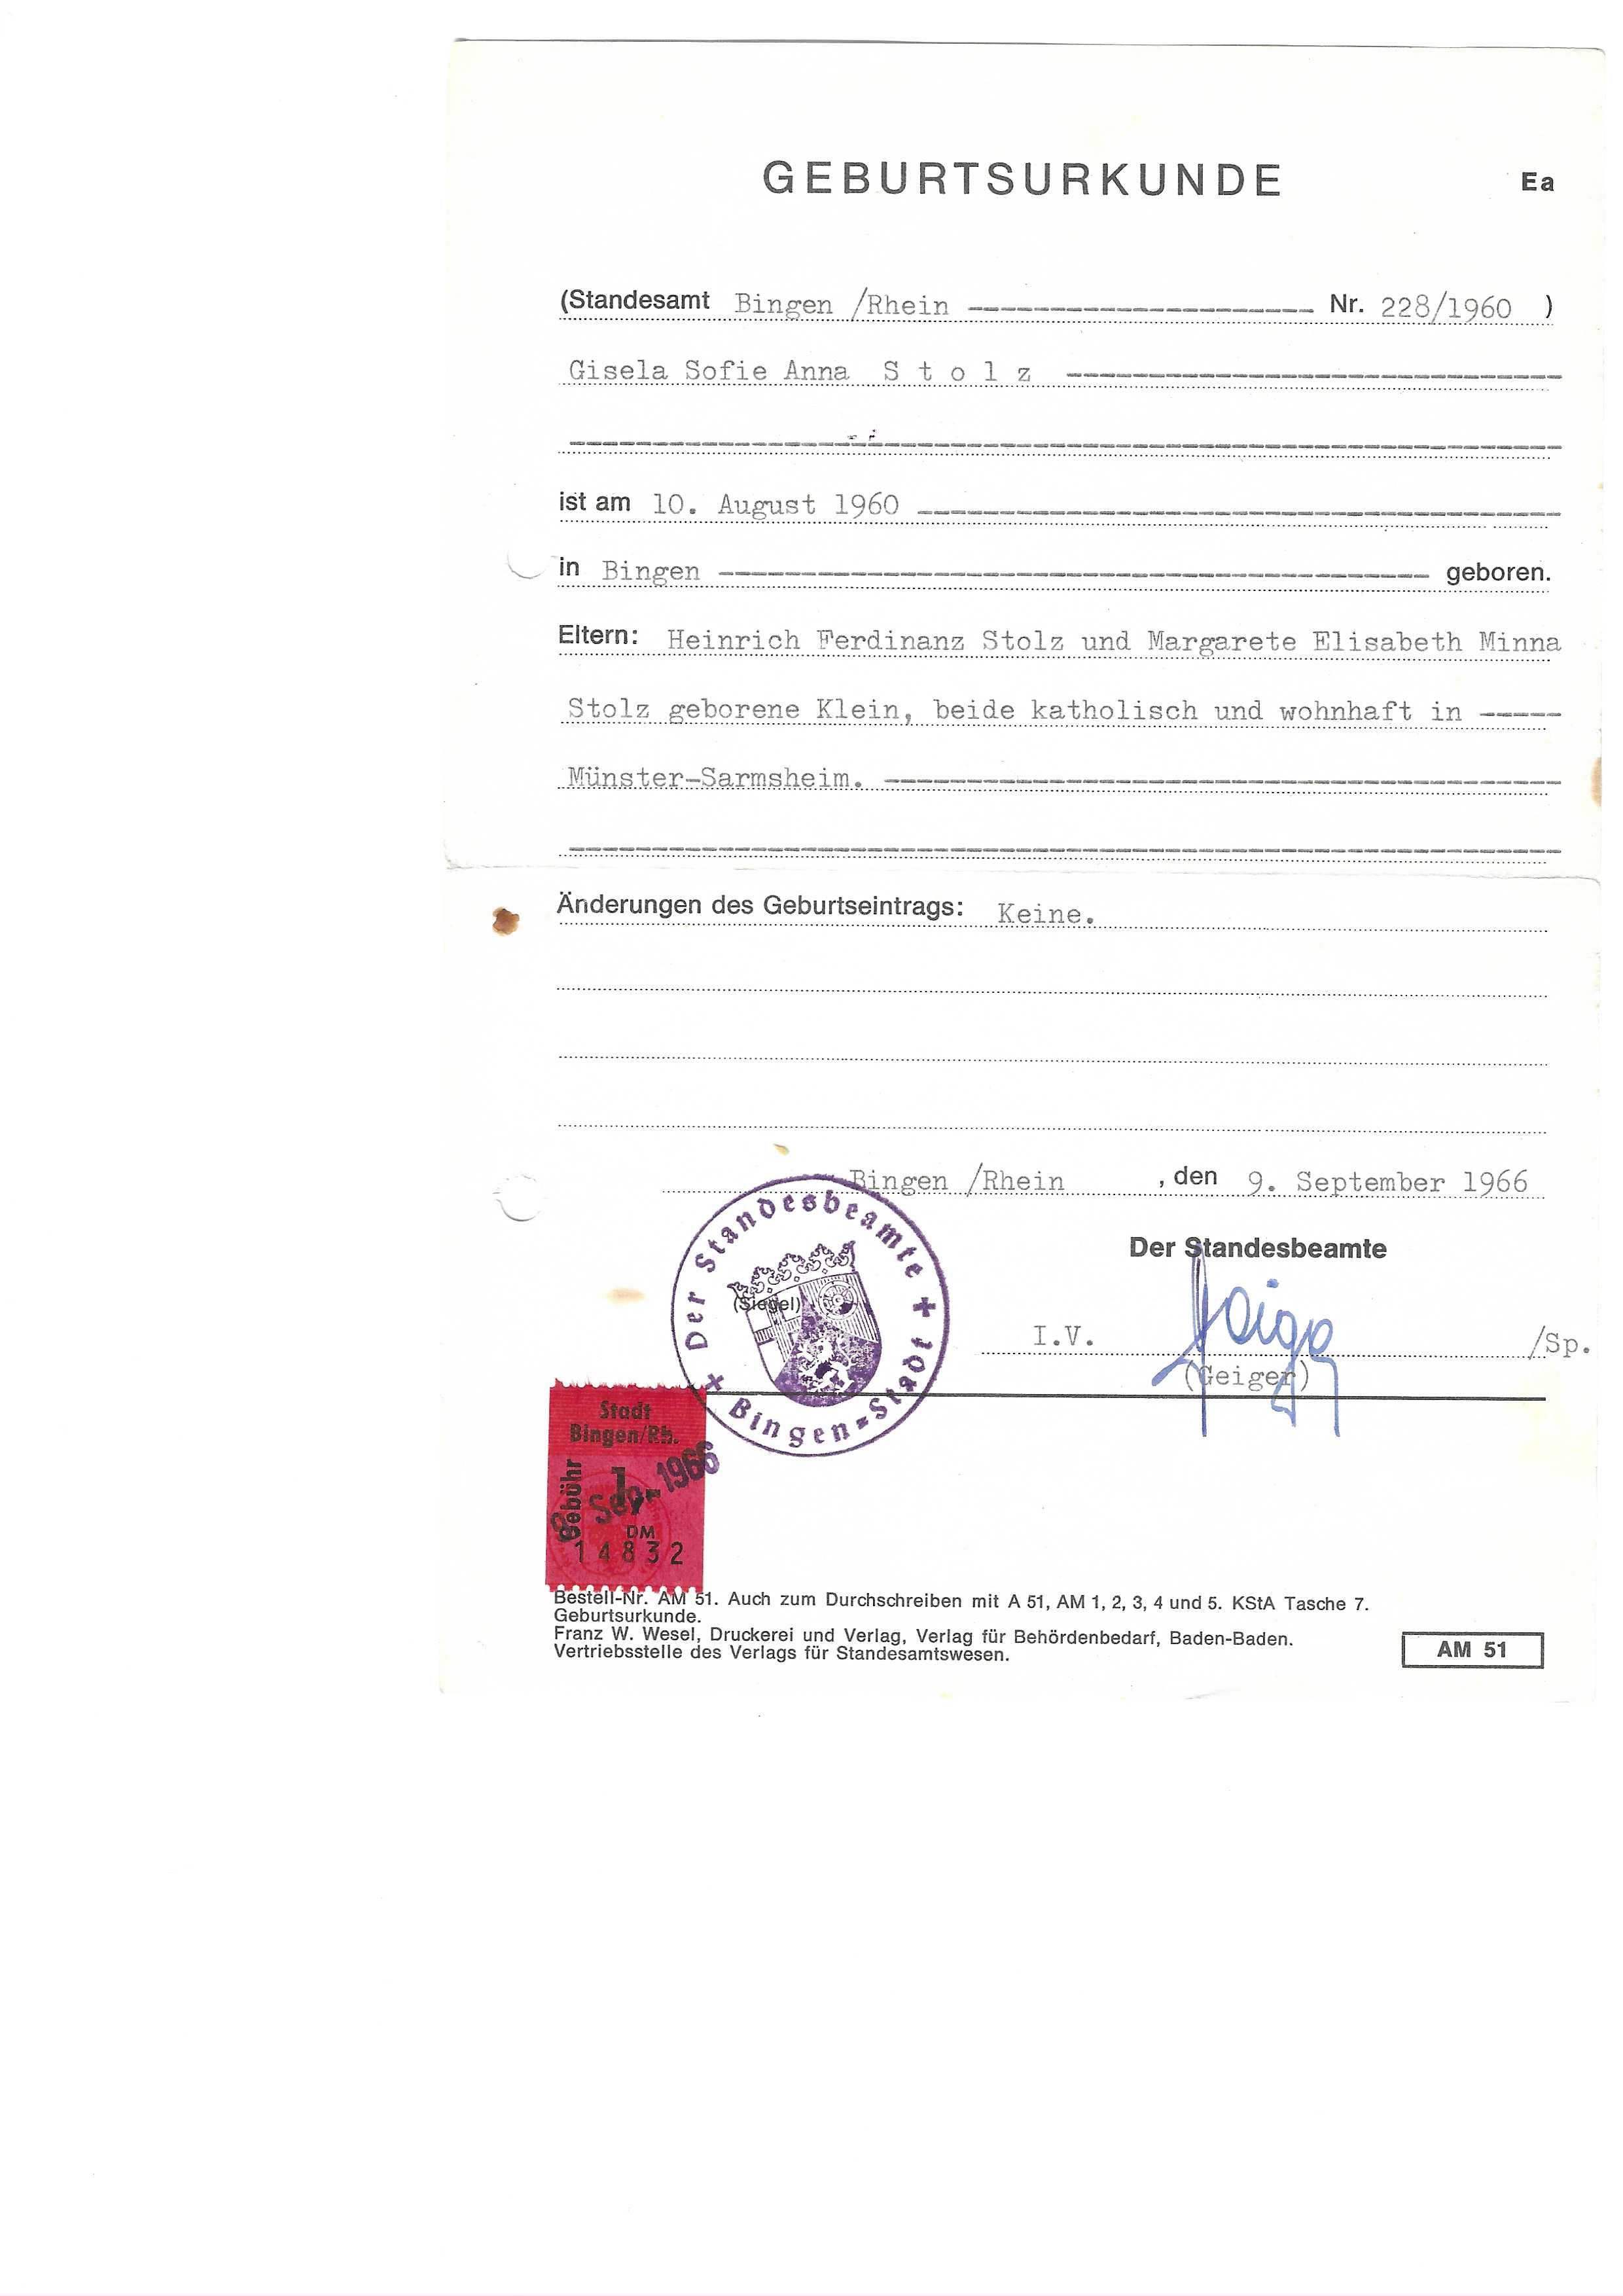 GEBURTSURKUNDE
Ea
(Standesamt Bingen /Rhein Nr. 228/1960 )
Gisela Sofie Anna S t o l z
ist am 10. August 1960
in Bingen geboren.
Eltern: Heinrich Ferdinanz Stolz und Margarete Elisabeth Minna
Stolz geborene Klein, beide katholisch und wohnhaft in
Münster-Sarmsheim.
Änderungen des Geburtseintrags: Keine.
Bingen /Rhein , den 9. September 1966
Der Standesbeamte
Der Standesbeamte
Bingen=Stadt
(Siegel)
I.V. /Sp.
(Geiger)
Stadt
Bingen/Rh.
Gebühr
1,-
DM
14832
Sep. 1966
Bestell-Nr. AM 51. Auch zum Durchschreiben mit A 51, AM 1, 2, 3, 4 und 5. KStA Tasche 7.
Geburtsurkunde.
Franz W. Wesel, Druckerei und Verlag, Verlag für Behördenbedarf, Baden-Baden.
Vertriebsstelle des Verlags für Standesamtswesen.
AM 51